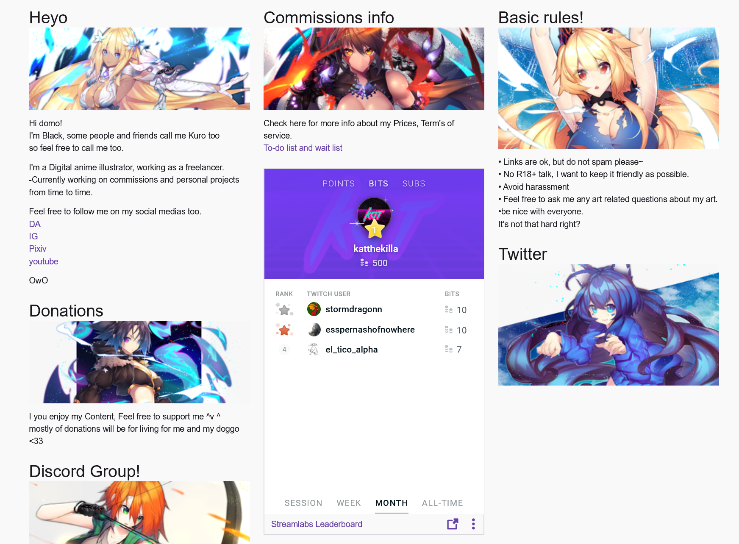 Heyo
Hi domo!
I'm Black, some people and friends call me Kuro too
so feel free to call me too.
I'm a Digital anime illustrator, working as a freelancer.
-Currently working on commissions and personal projects
from time to time.
Feel free to follow me on my social medias too.
DA
IG
Pixiv
youtube
OwO
Donations
I you enjoy my Content, Feel free to support me ^v ^
mostly of donations will be for living for me and my doggo
<33
Discord Group!
Commissions info
Check here for more info about my Prices, Term's of
service.
To-do list and wait list
POINTS BITS SUBS
1
katthekilla
500
RANK TWITCH USER BITS
stormdragonn 10
esspernashofnowhere 10
4 el_tico_alpha 7
SESSION WEEK MONTH ALL-TIME
Streamlabs Leaderboard
Basic rules!
• Links are ok, but do not spam please~
• No R18+ talk, I want to keep it friendly as possible.
• Avoid harassment
• Feel free to ask me any art related questions about my art.
•be nice with everyone.
It's not that hard right?
Twitter